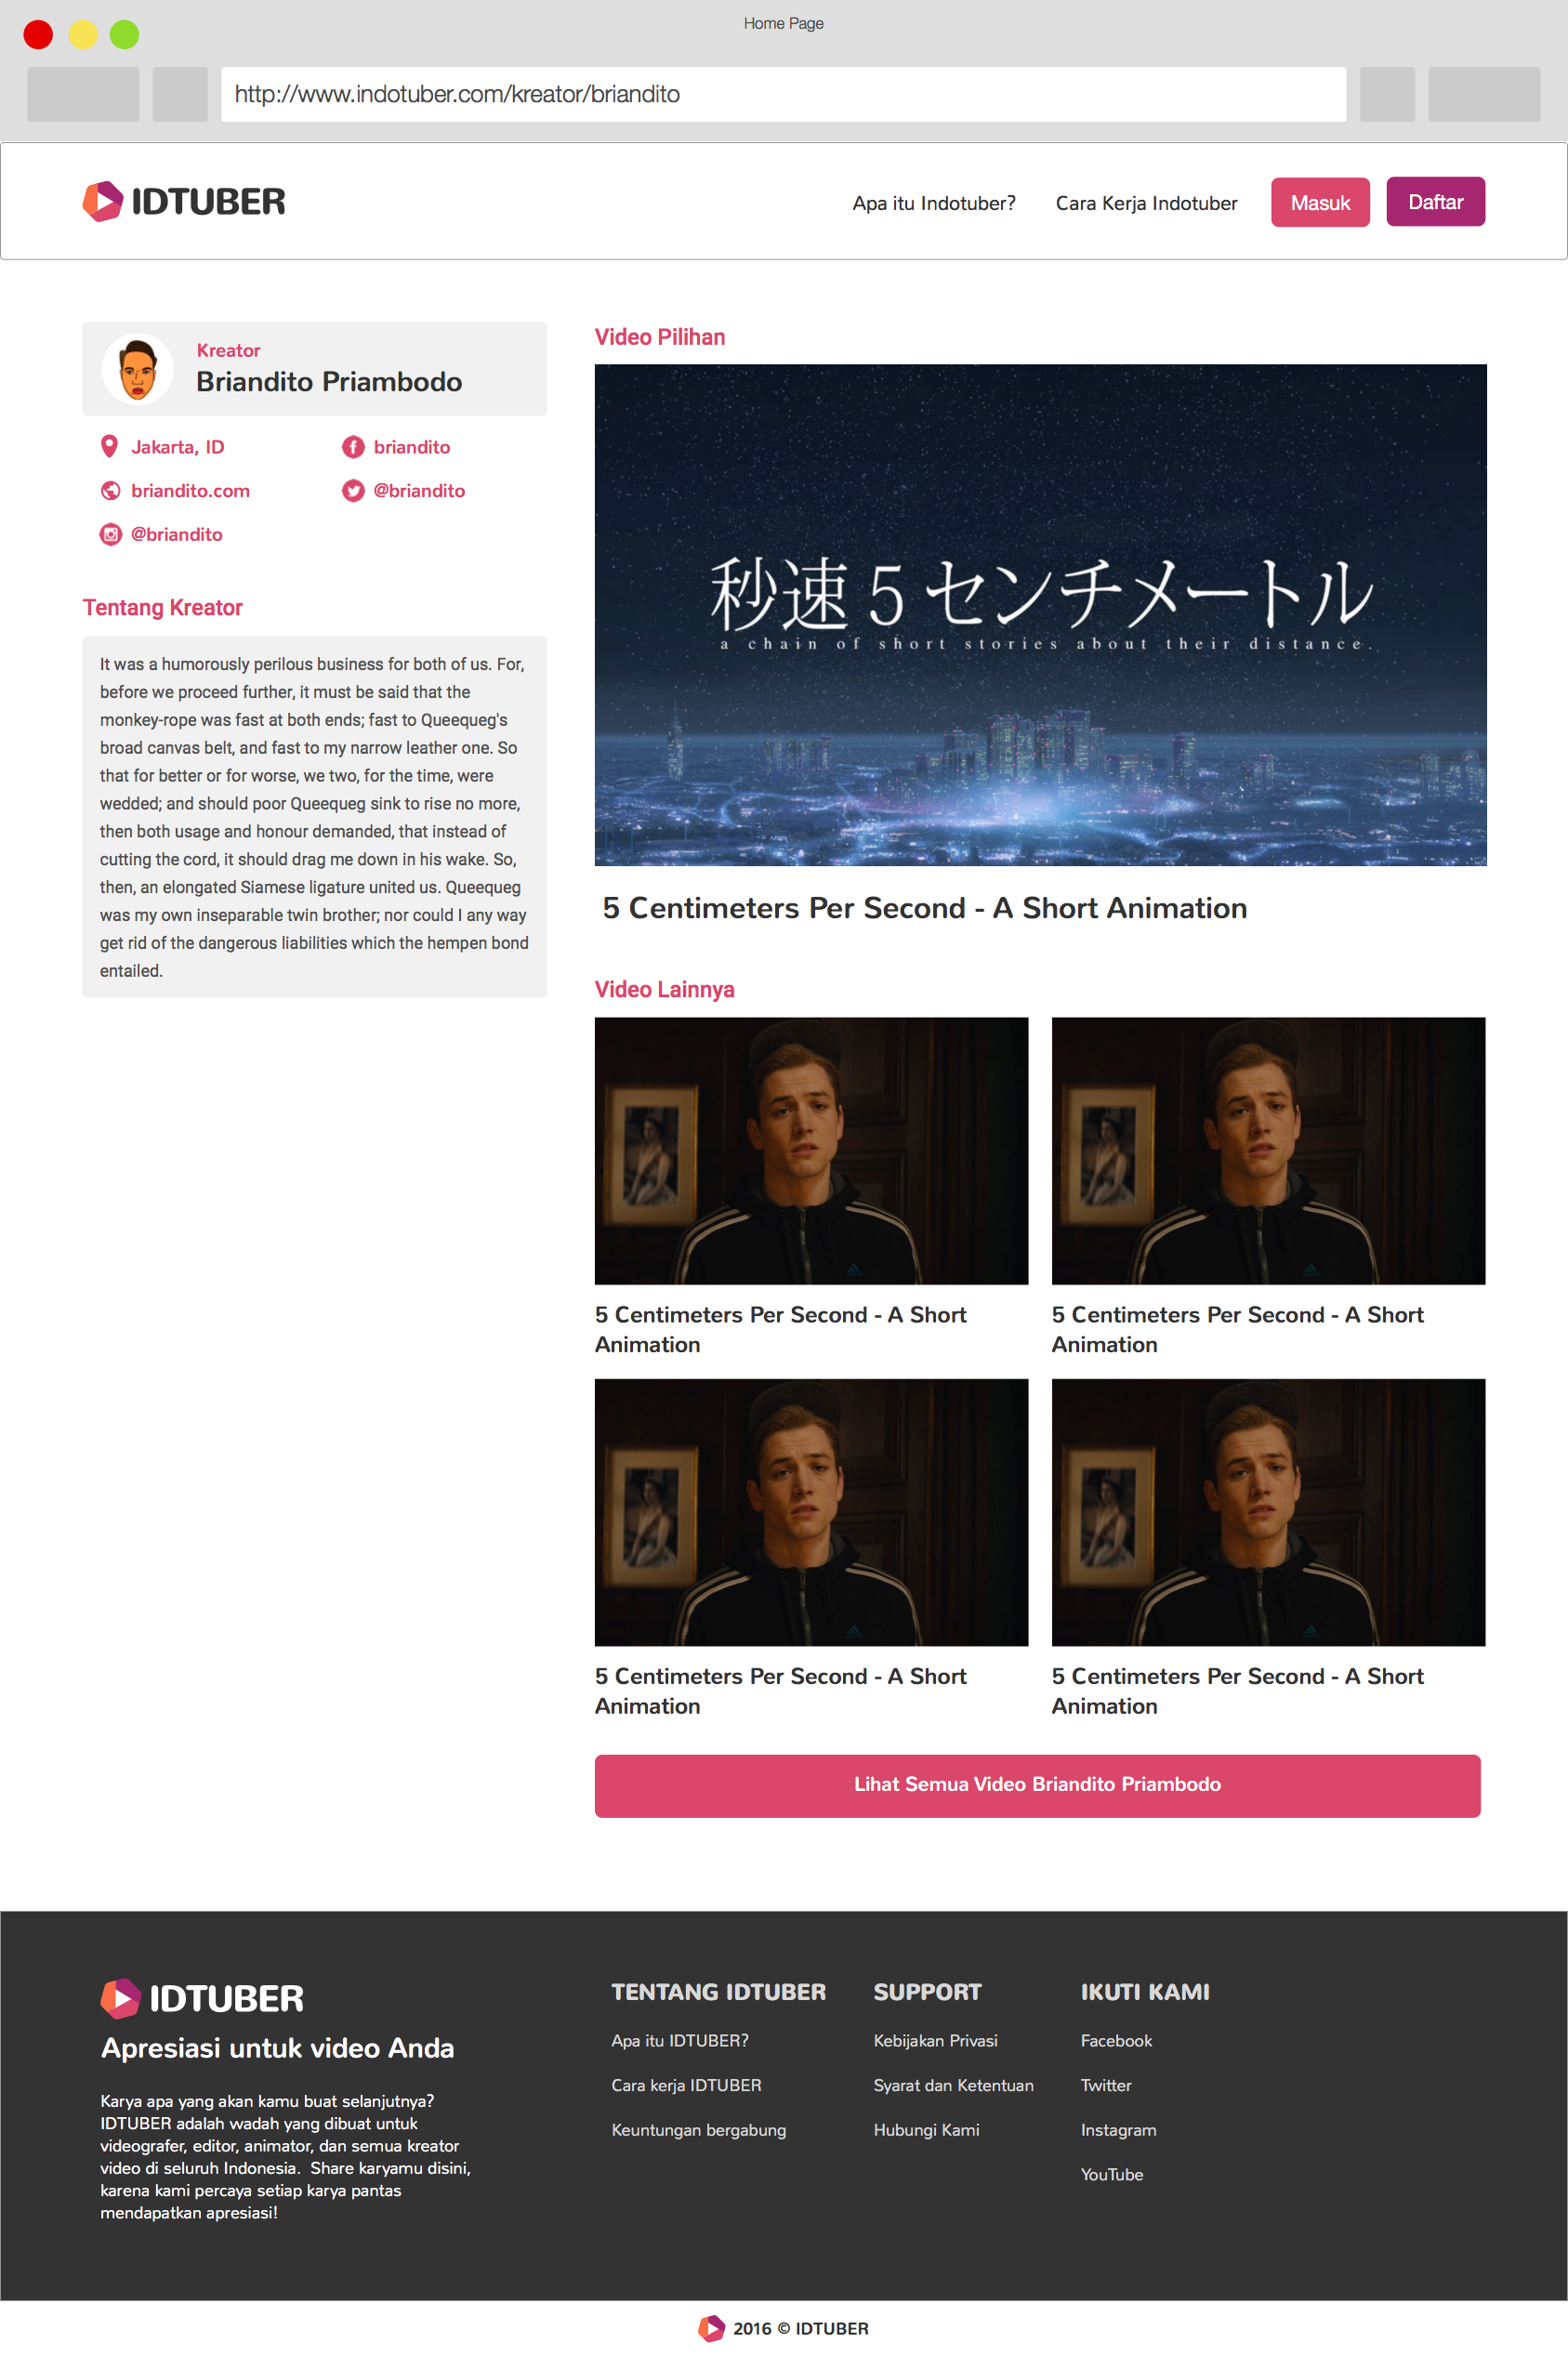 Home Page
http://www.indotuber.com/kreator/briandito
IDTUBER
Apa itu Indotuber?
Cara Kerja Indotuber
Masuk
Daftar
Kreator
Briandito Priambodo
Jakarta, ID
briandito
briandito.com
@briandito
@briandito
Tentang Kreator
It was a humorously perilous business for both of us. For,
before we proceed further, it must be said that the
monkey-rope was fast at both ends; fast to Queequeg's
broad canvas belt, and fast to my narrow leather one. So
that for better or for worse, we two, for the time, were
wedded; and should poor Queequeg sink to rise no more,
then both usage and honour demanded, that instead of
cutting the cord, it should drag me down in his wake. So,
then, an elongated Siamese ligature united us. Queequeg
was my own inseparable twin brother; nor could I any way
get rid of the dangerous liabilities which the hempen bond
entailed.
Video Pilihan
秒速5センチメートル
a chain of short stories about their distance.
5 Centimeters Per Second - A Short Animation
Video Lainnya
5 Centimeters Per Second - A Short
Animation
5 Centimeters Per Second - A Short
Animation
5 Centimeters Per Second - A Short
Animation
5 Centimeters Per Second - A Short
Animation
Lihat Semua Video Briandito Priambodo
IDTUBER
Apresiasi untuk video Anda
Karya apa yang akan kamu buat selanjutnya?
IDTUBER adalah wadah yang dibuat untuk
videografer, editor, animator, dan semua kreator
video di seluruh Indonesia.  Share karyamu disini,
karena kami percaya setiap karya pantas
mendapatkan apresiasi!
TENTANG IDTUBER
Apa itu IDTUBER?
Cara kerja IDTUBER
Keuntungan bergabung
SUPPORT
Kebijakan Privasi
Syarat dan Ketentuan
Hubungi Kami
IKUTI KAMI
Facebook
Twitter
Instagram
YouTube
2016 © IDTUBER